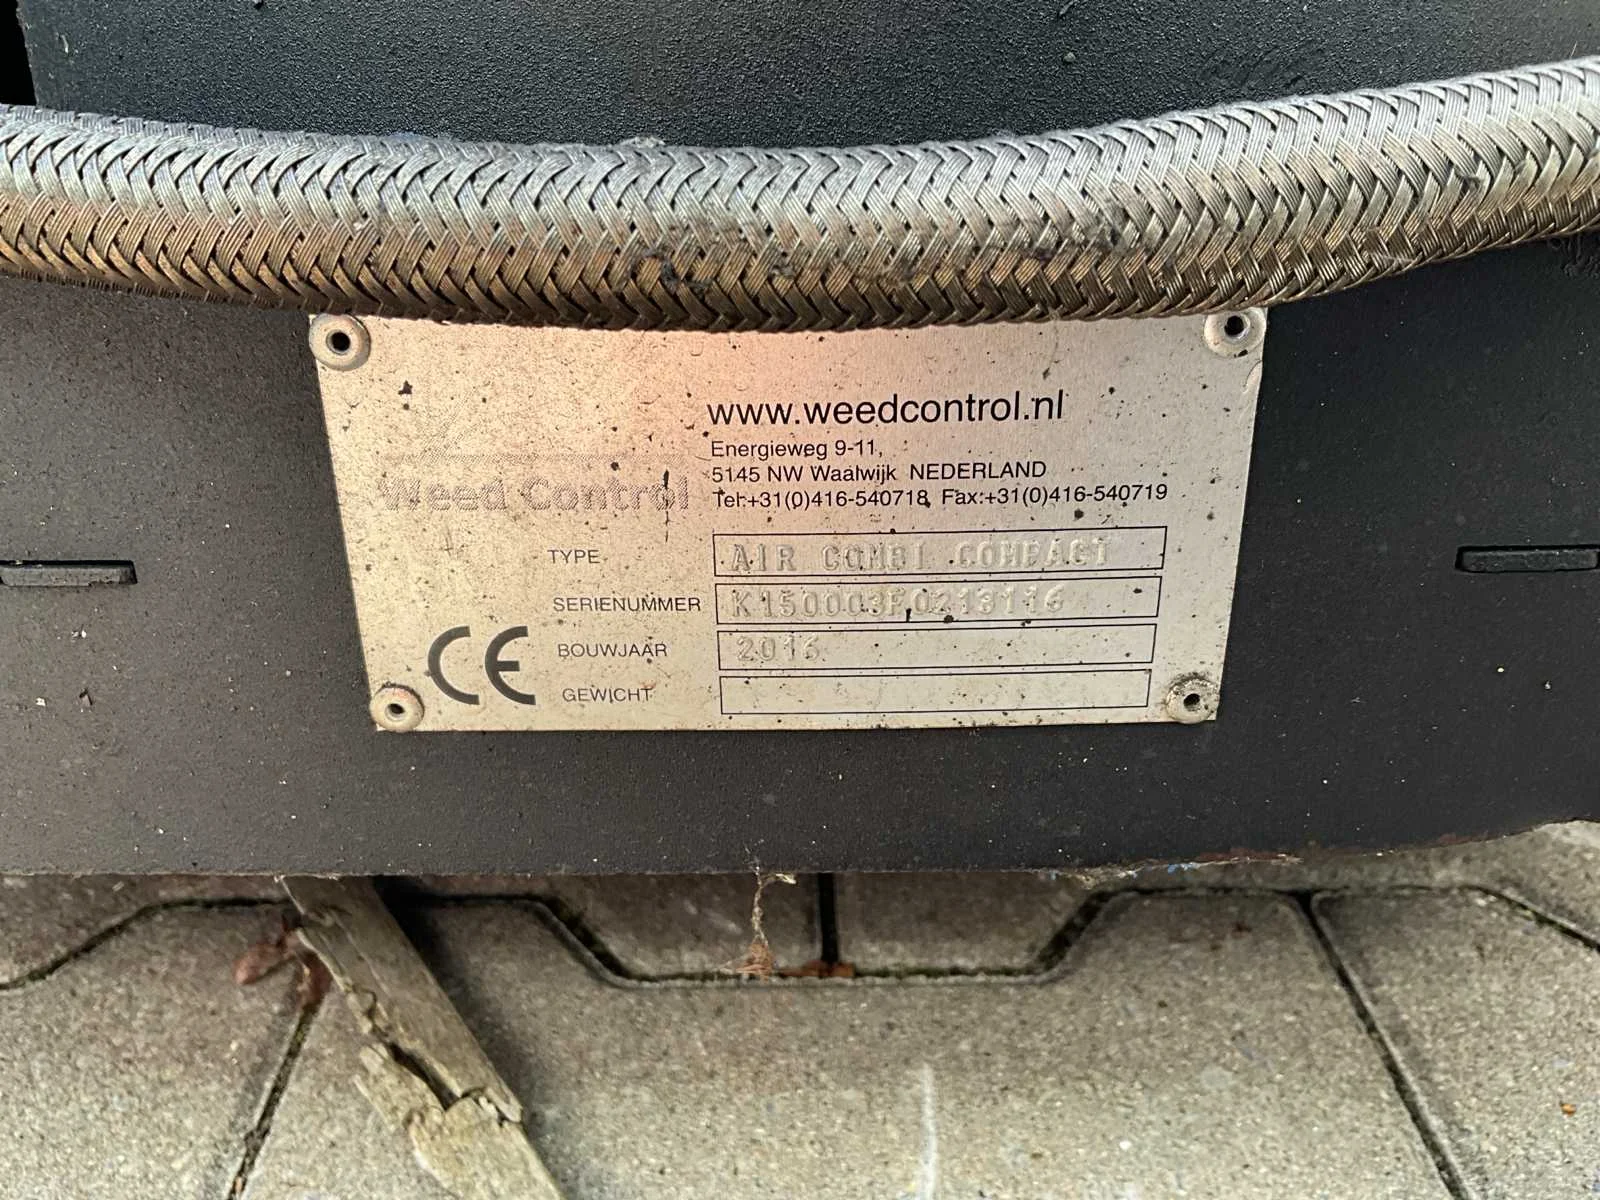 www.weedcontrol.nl
Energieweg 9-11,
5145 NW Waalwijk NEDERLAND
Weed Control
Tel:+31(0)416-540718 Fax:+31(0)416-540719
TYPE AIR COMBI COMPACT
SERIENUMMER K150003F0213116
BOUWJAAR 2016
GEWICHT
CE